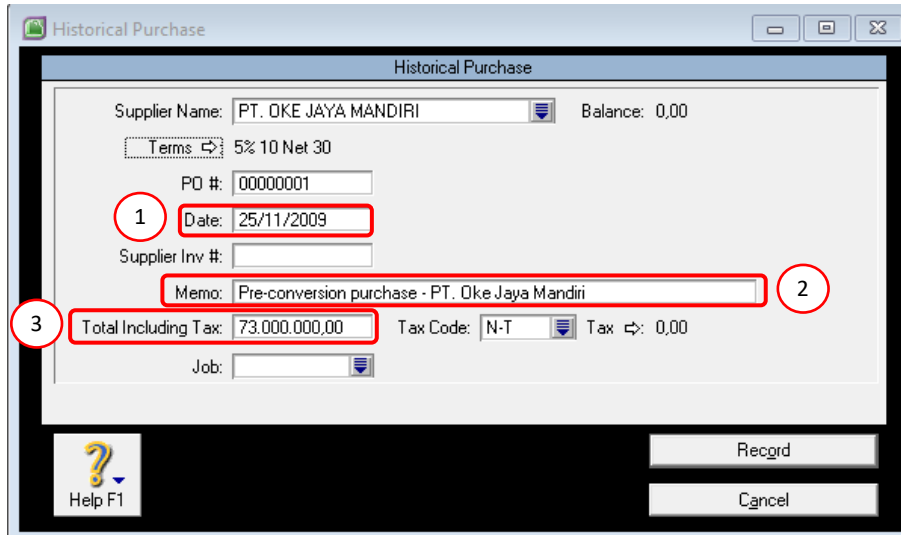 Historical Purchase
Historical Purchase
Supplier Name: PT. OKE JAYA MANDIRI Balance: 0,00
Terms ⇨ 5% 10 Net 30
PO #: 00000001
1 Date: 25/11/2009
Supplier Inv #:
Memo: Pre-conversion purchase - PT. Oke Jaya Mandiri 2
3 Total Including Tax: 73.000.000,00 Tax Code: N-T Tax ⇨: 0,00
Job:
Record
Help F1 Cancel